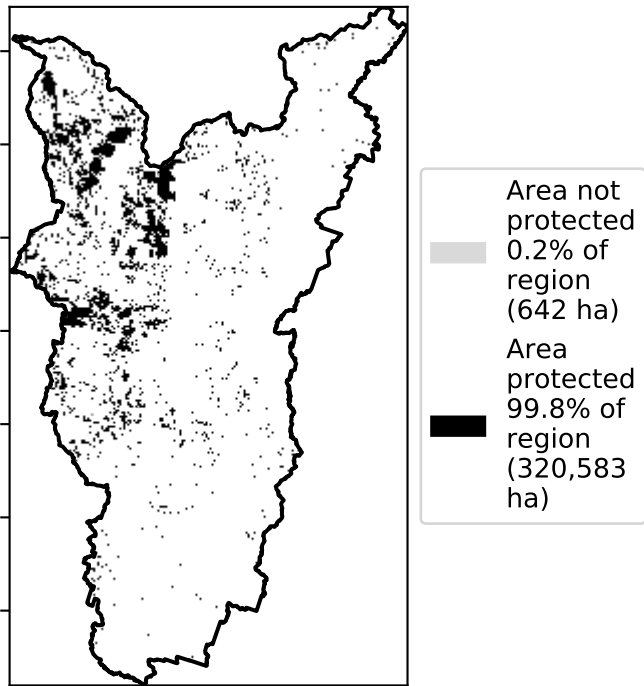 Area not
protected
0.2% of
region
(642 ha)
Area
protected
99.8% of
region
(320,583
ha)